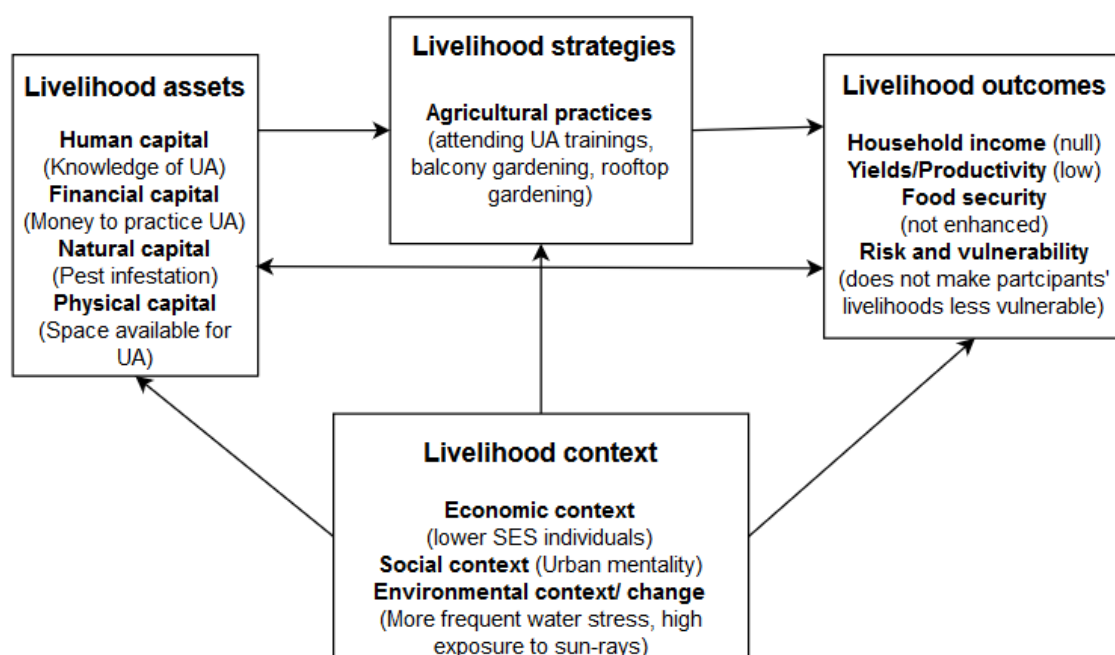 Livelihood assets
Human capital
(Knowledge of UA)
Financial capital
(Money to practice UA)
Natural capital
(Pest infestation)
Physical capital
(Space available for
UA)
Livelihood strategies
Agricultural practices
(attending UA trainings,
balcony gardening, rooftop
gardening)
Livelihood outcomes
Household income (null)
Yields/Productivity (low)
Food security
(not enhanced)
Risk and vulnerability
(does not make partcipants'
livelihoods less vulnerable)
Livelihood context
Economic context
(lower SES individuals)
Social context (Urban mentality)
Environmental context/ change
(More frequent water stress, high
exposure to sun-rays)